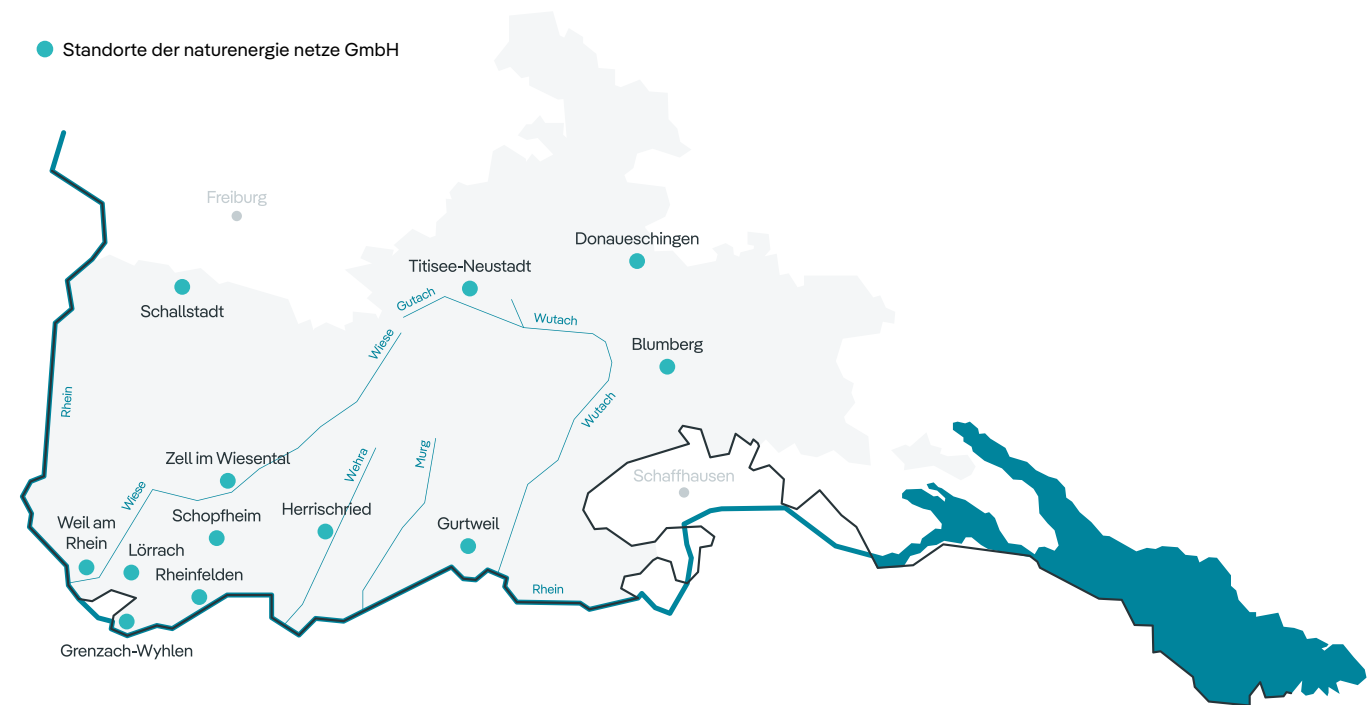 Standorte der naturenergie netze GmbH
Freiburg
Donaueschingen
Titisee-Neustadt
Gutach
Schallstadt
Wutach
Wiese
Blumberg
Rhein
Wutach
Zell im Wiesental
Wehra
Murg
Schaffhausen
Wiese
Schopfheim
Herrischried
Weil am
Rhein
Gurtweil
Lörrach
Rheinfelden
Rhein
Grenzach-Wyhlen